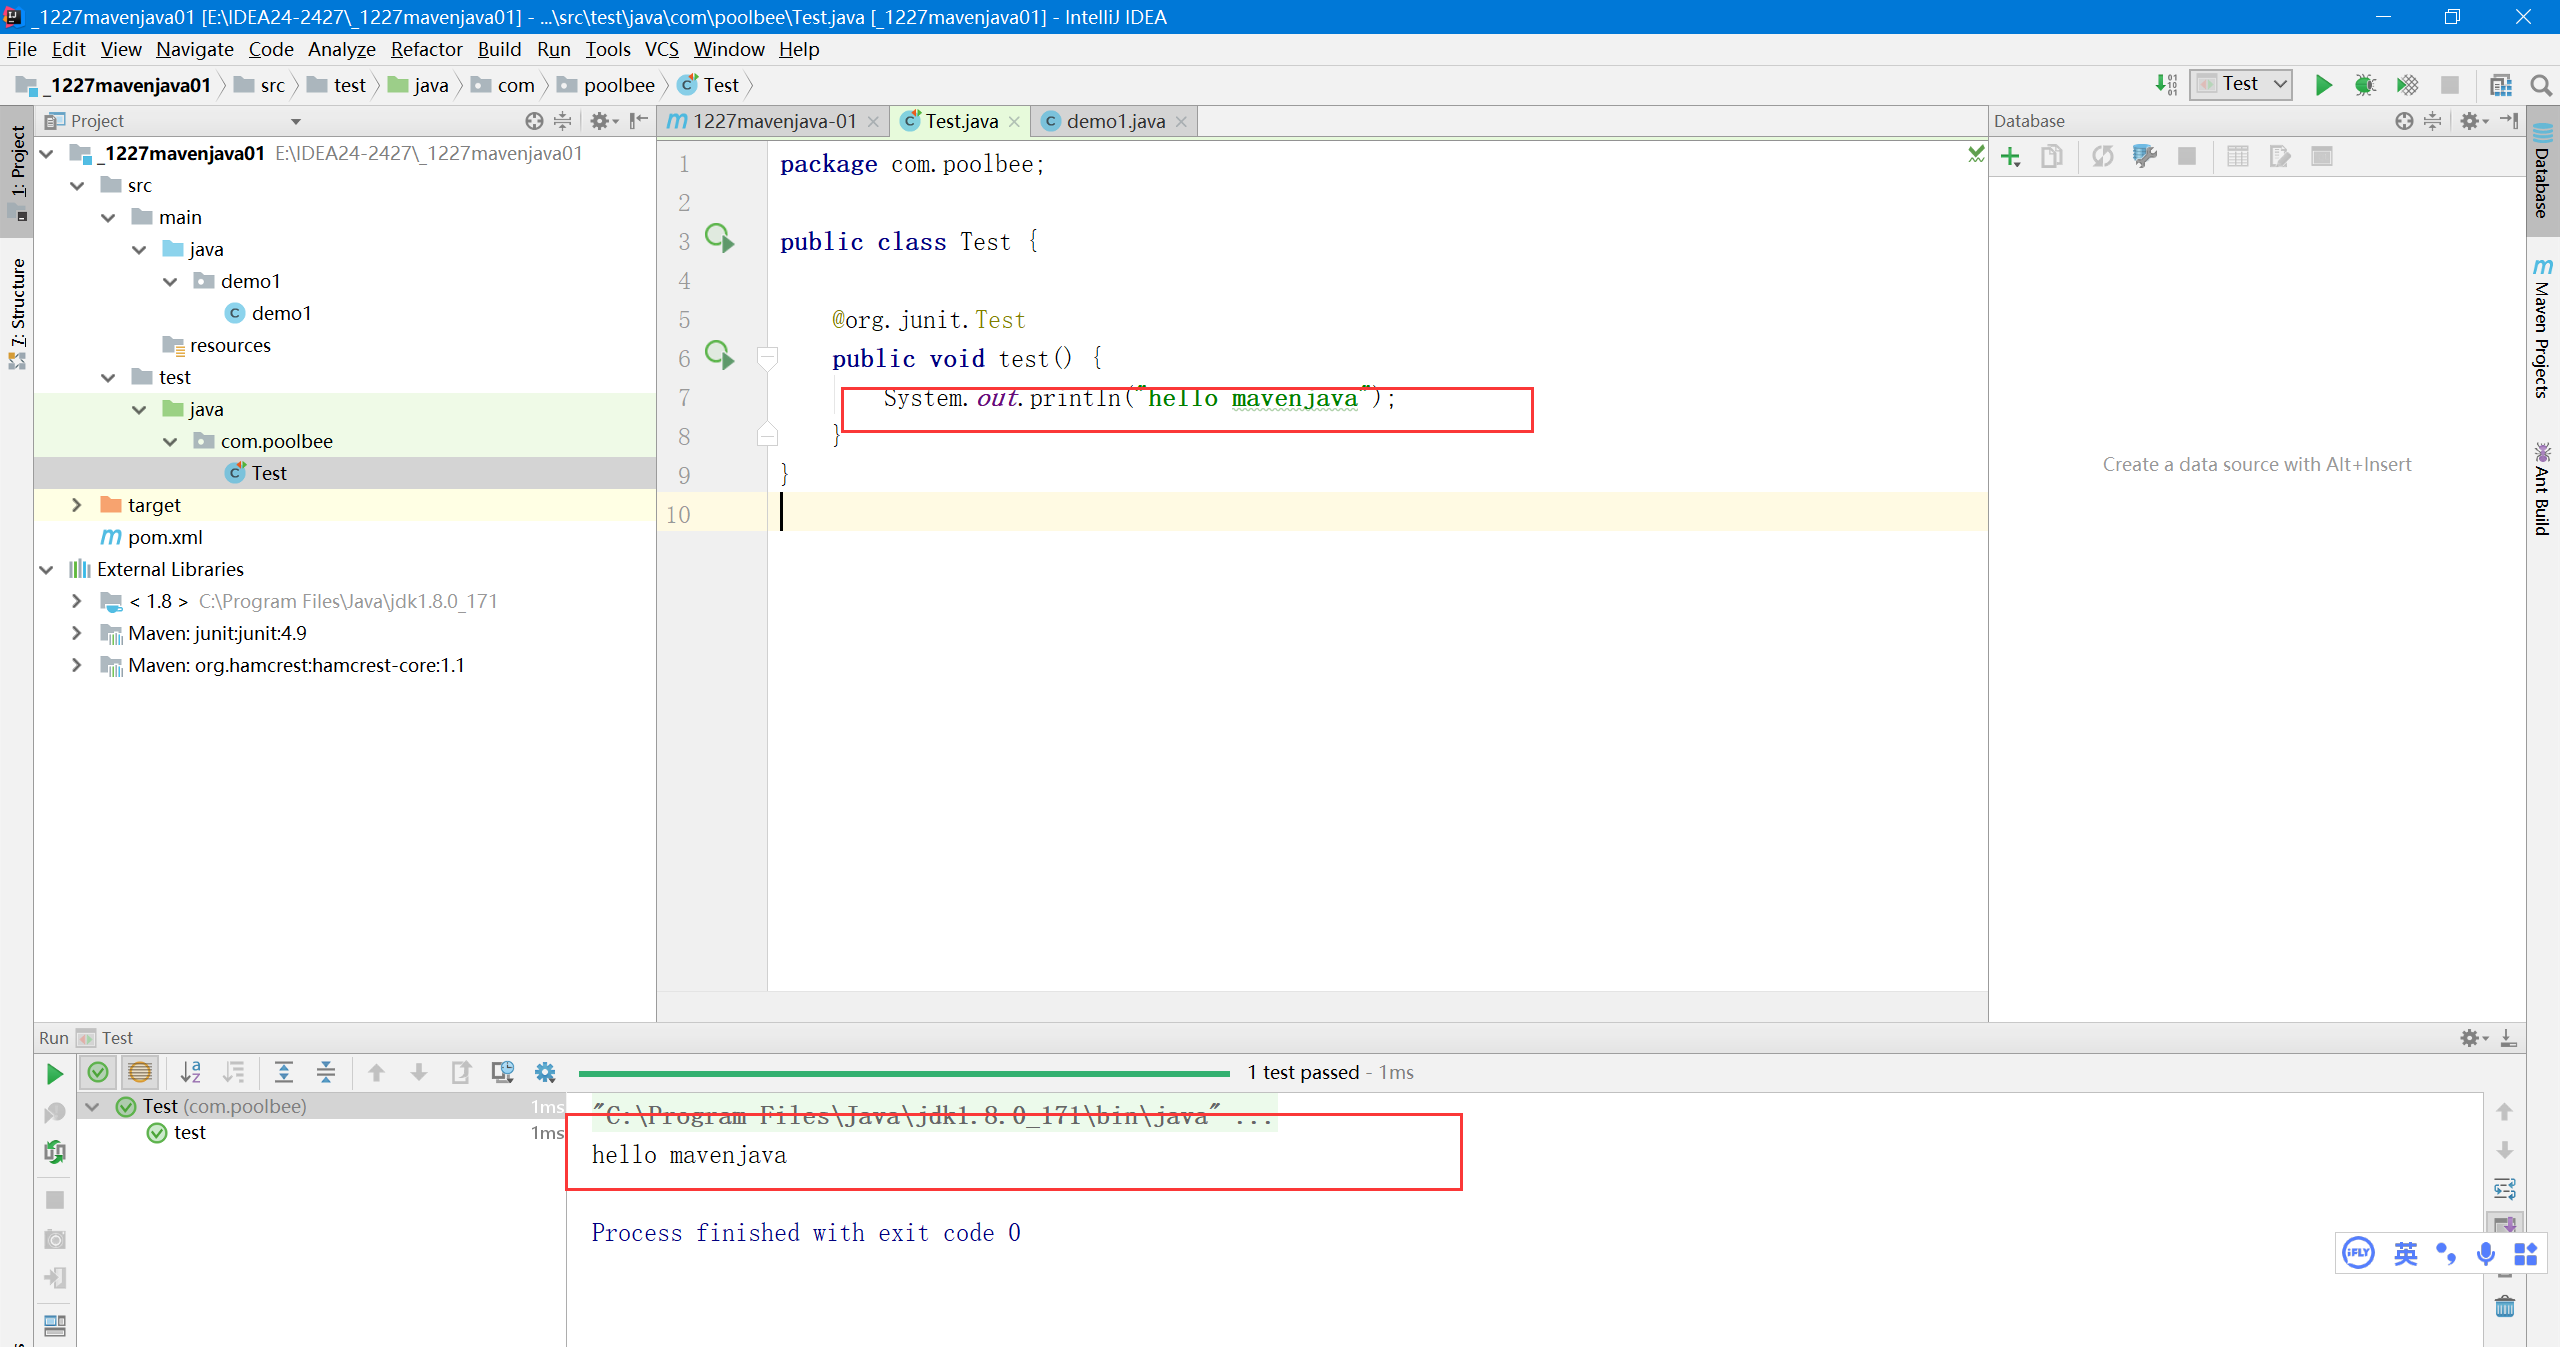 _1227mavenjava01 [E:\IDEA24-2427\_1227mavenjava01] - ...\src\test\java\com\poolbee\Test.java [_1227mavenjava01] - IntelliJ IDEA
File Edit View Navigate Code Analyze Refactor Build Run Tools VCS Window Help
_1227mavenjava01 src test java com poolbee Test
Test
1: Project
7: Structure
Project
_1227mavenjava01 E:\IDEA24-2427\_1227mavenjava01
src
main
java
demo1
demo1
resources
test
java
com.poolbee
Test
target
pom.xml
External Libraries
< 1.8 > C:\Program Files\Java\jdk1.8.0_171
Maven: junit:junit:4.9
Maven: org.hamcrest:hamcrest-core:1.1
1227mavenjava-01 Test.java demo1.java
1 package com.poolbee;
2
3 public class Test {
4
5 @org.junit.Test
6 public void test() {
7 System.out.println("hello mavenjava");
8 }
9 }
10
Database
Create a data source with Alt+Insert
Database
Maven Projects
Ant Build
Run Test
1 test passed - 1ms
Test (com.poolbee) 1ms
test 1ms
"C:\Program Files\Java\jdk1.8.0_171\bin\java" ...
hello mavenjava
Process finished with exit code 0
iFLY 英